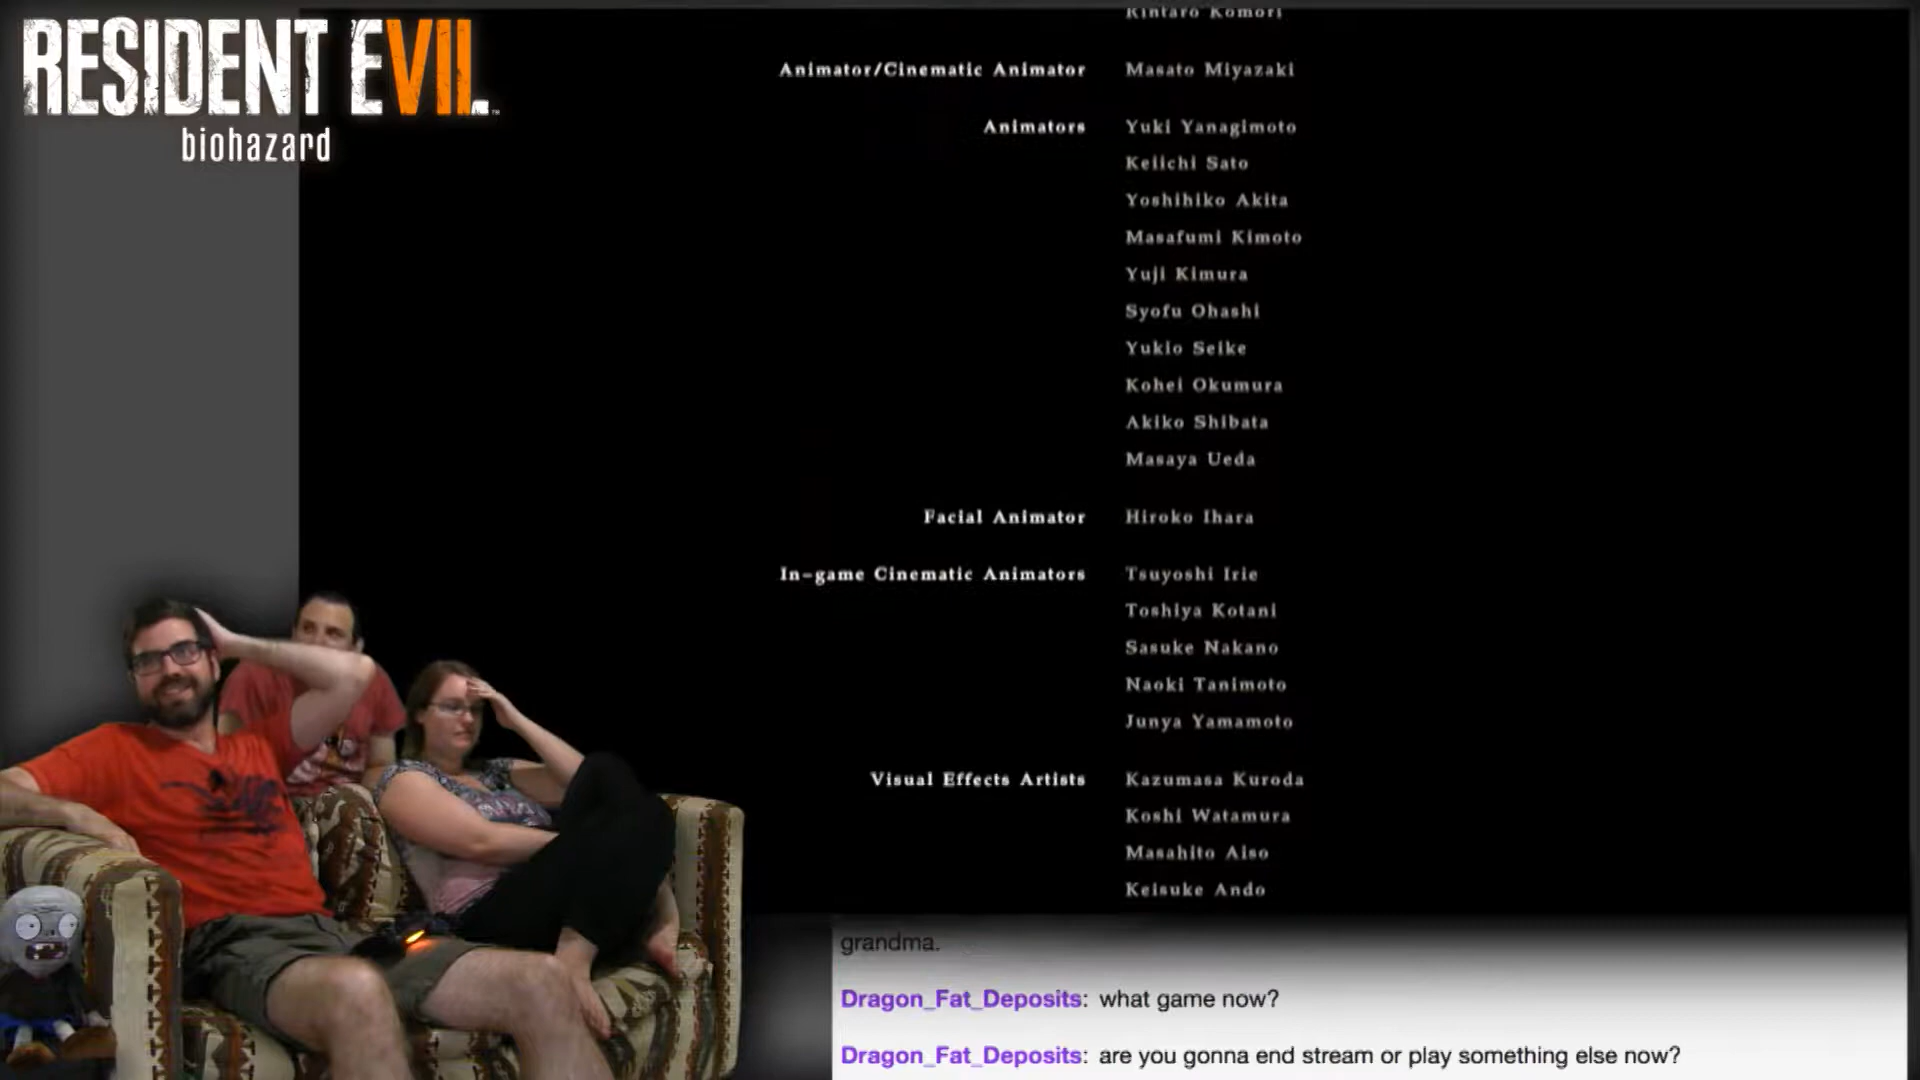 RESIDENT EVII.
biohazard
Kintaro Komori
Animator/Cinematic Animator Masato Miyazaki
Animators Yuki Yanagimoto
Keiichi Sato
Yoshihiko Akita
Masafumi Kimoto
Yuji Kimura
Syofu Ohashi
Yukio Seike
Kohei Okumura
Akiko Shibata
Masaya Ueda
Facial Animator Hiroko Ihara
In-game Cinematic Animators Tsuyoshi Irie
Toshiya Kotani
Sasuke Nakano
Naoki Tanimoto
Junya Yamamoto
Visual Effects Artists Kazumasa Kuroda
Koshi Watamura
Masahito Aiso
Keisuke Ando
grandma.
Dragon_Fat_Deposits: what game now?
Dragon_Fat_Deposits: are you gonna end stream or play something else now?